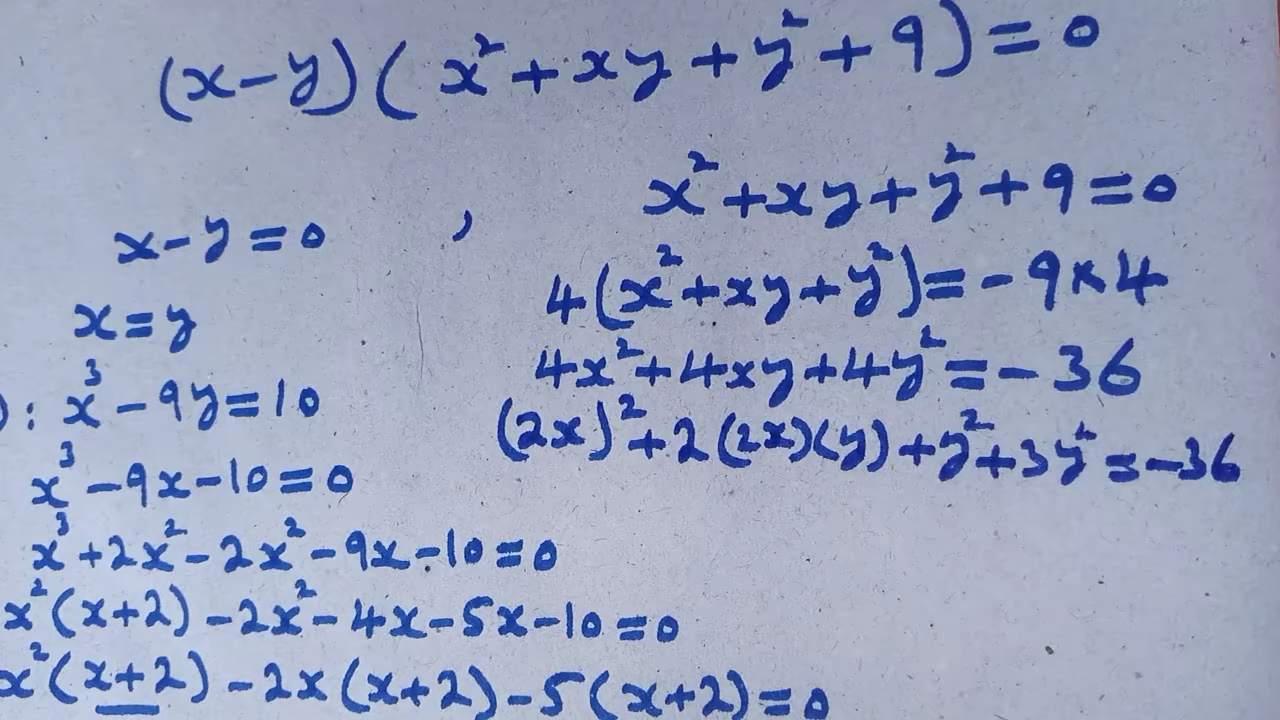 (x-y)(x²+xy+y²+9)=0
x-y=0 , x²+xy+y²+9=0
x=y
4(x²+xy+y²)=-9×4
): x³-9y=10
4x²+4xy+4y²=-36
x³-9x-10=0
(2x)²+2(2x)(y)+y²+3y²=-36
x³+2x²-2x²-9x-10=0
x²(x+2)-2x²-4x-5x-10=0
x²(x+2)-2x(x+2)-5(x+2)=0